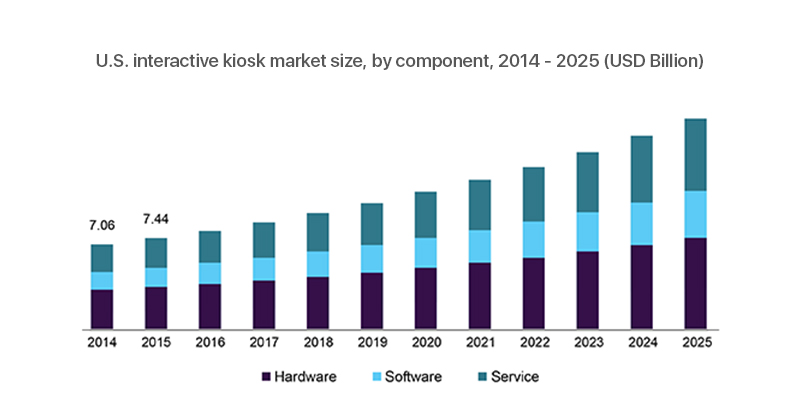 U.S. interactive kiosk market size, by component, 2014 - 2025 (USD Billion)
7.06
7.44
2014 2015 2016 2017 2018 2019 2020 2021 2022 2023 2024 2025
Hardware Software Service